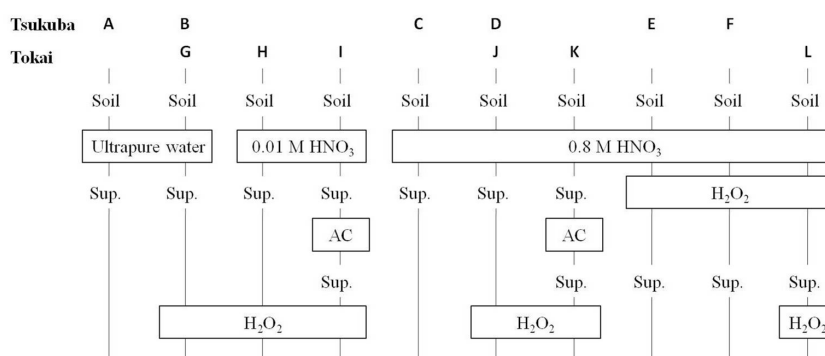 Tsukuba A B C D E F
Tokai G H I J K L
Soil Soil Soil Soil Soil Soil Soil Soil Soil Soil
Ultrapure water 0.01 M HNO₃ 0.8 M HNO₃
Sup. Sup. Sup. Sup. Sup. Sup. Sup. H₂O₂
AC AC
Sup. Sup. Sup. Sup. Sup.
H₂O₂ H₂O₂ H₂O₂